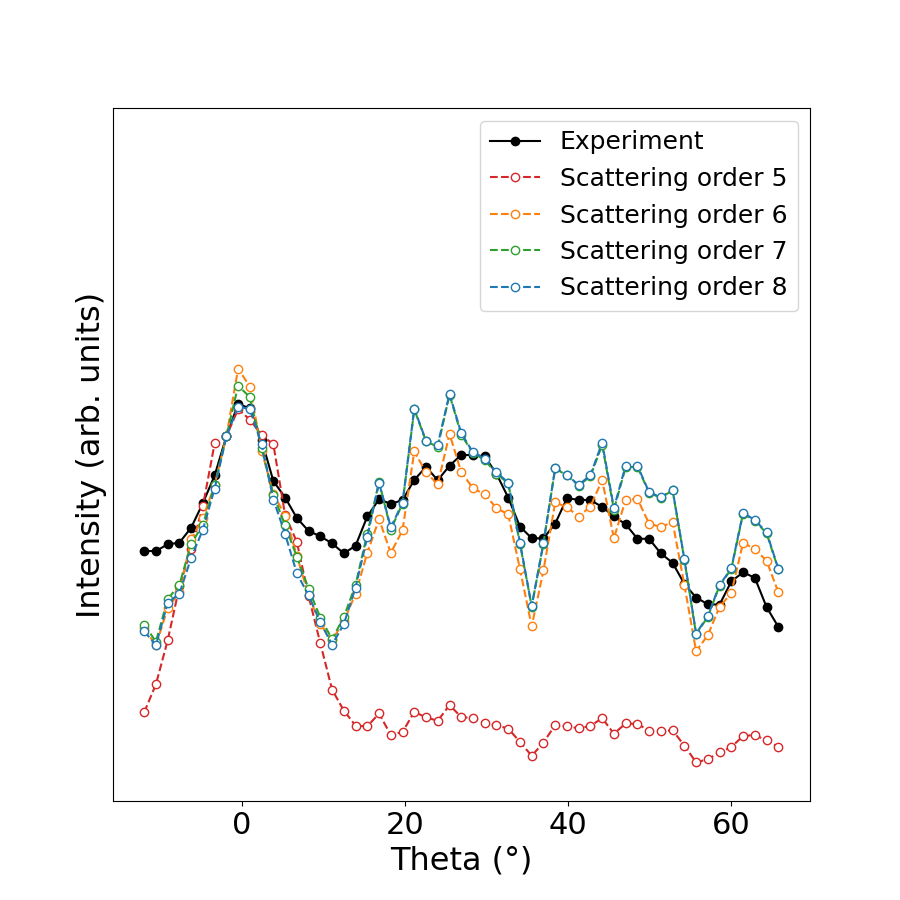 Experiment
Scattering order 5
Scattering order 6
Scattering order 7
Scattering order 8
Intensity (arb. units)
0 20 40 60
Theta (°)